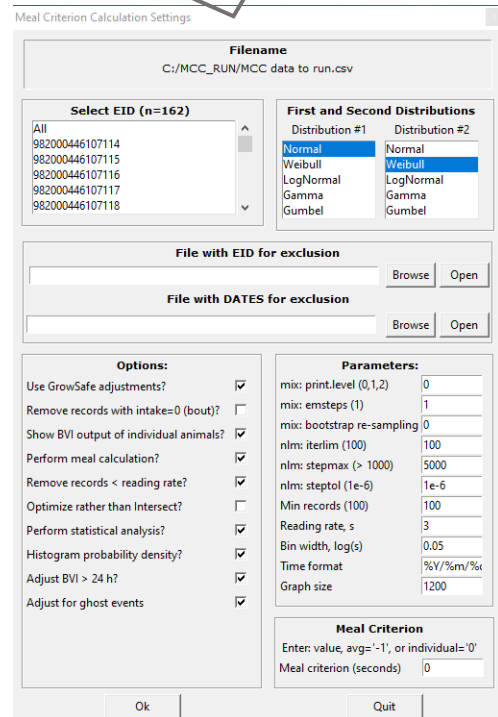 Meal Criterion Calculation Settings
Filename
C:/MCC_RUN/MCC data to run.csv
Select EID (n=162)
All
982000446107114
982000446107115
982000446107116
982000446107117
982000446107118
First and Second Distributions
Distribution #1 Distribution #2
Normal Normal
Weibull Weibull
LogNormal LogNormal
Gamma Gamma
Gumbel Gumbel
File with EID for exclusion
Browse Open
File with DATES for exclusion
Browse Open
Options:
Use GrowSafe adjustments?
Remove records with intake=0 (bout)?
Show BVI output of individual animals?
Perform meal calculation?
Remove records < reading rate?
Optimize rather than Intersect?
Perform statistical analysis?
Histogram probability density?
Adjust BVI > 24 h?
Adjust for ghost events
Parameters:
mix: print.level (0,1,2) 0
mix: emsteps (1) 1
mix: bootstrap re-sampling 0
nlm: iterlim (100) 100
nlm: stepmax (> 1000) 5000
nlm: steptol (1e-6) 1e-6
Min records (100) 100
Reading rate, s 3
Bin width, log(s) 0.05
Time format %Y/%m/%d
Graph size 1200
Meal Criterion
Enter: value, avg='-1', or individual='0'
Meal criterion (seconds) 0
Ok Quit